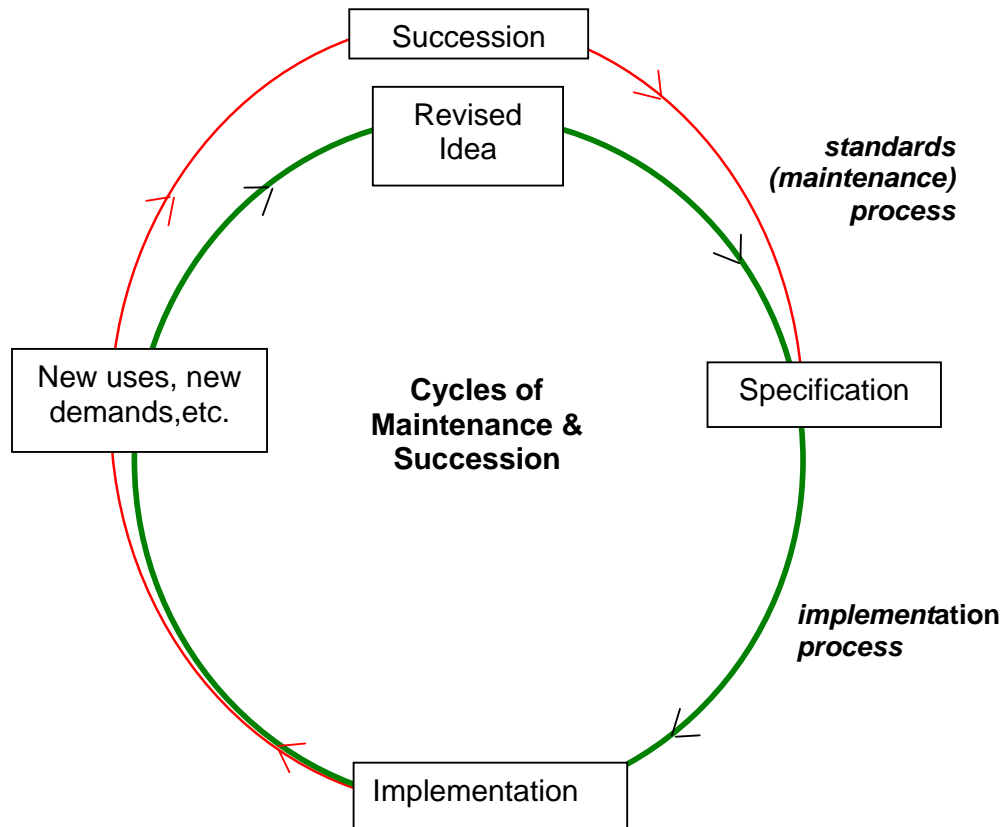 Succession
Revised
Idea
standards
(maintenance)
process
New uses, new
demands,etc.
Cycles of
Maintenance &
Succession
Specification
implementation
process
Implementation